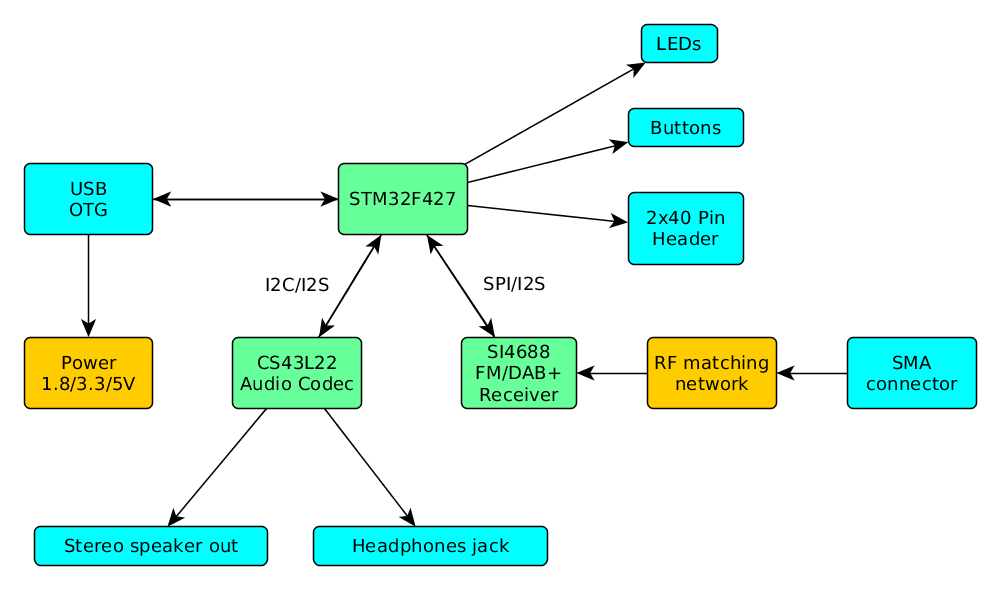 LEDs
Buttons
USB
OTG
STM32F427
2x40 Pin
Header
I2C/I2S
SPI/I2S
Power
1.8/3.3/5V
CS43L22
Audio Codec
SI4688
FM/DAB+
Receiver
RF matching
network
SMA
connector
Stereo speaker out
Headphones jack